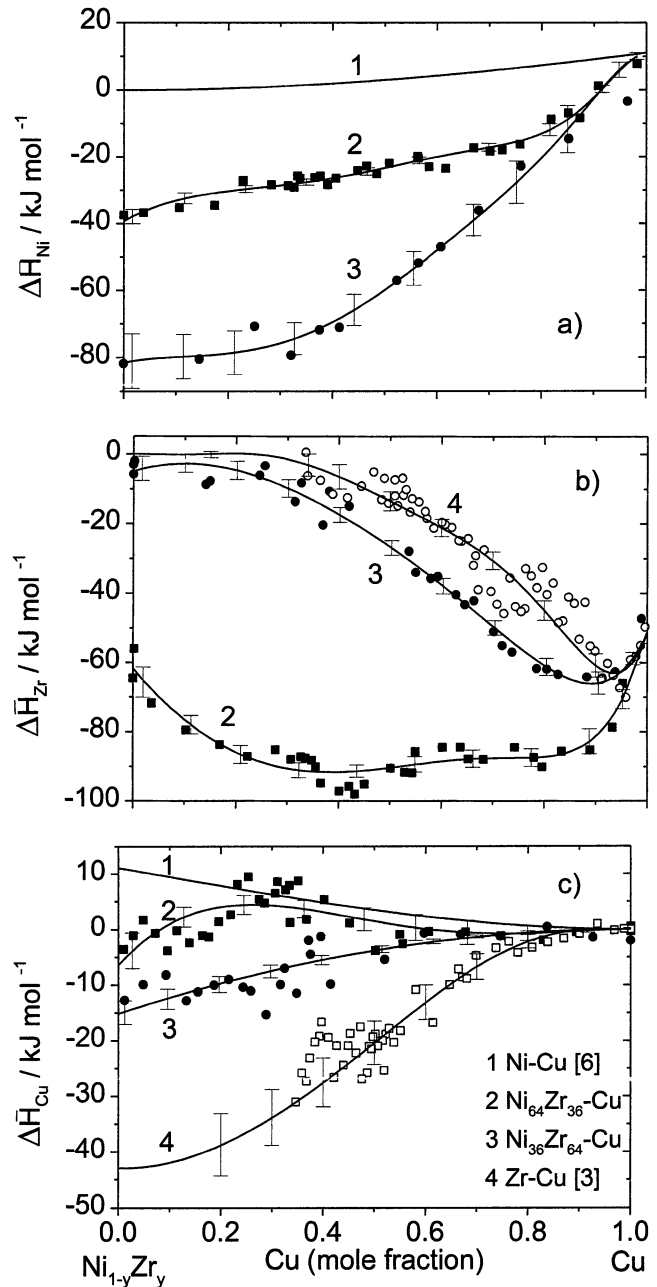 20
0
-20
-40
-60
-80
ΔH̄Ni / kJ mol⁻¹
1
2
3
a)
0
-20
-40
-60
-80
-100
ΔH̄Zr / kJ mol⁻¹
b)
4
3
2
20
10
0
-10
-20
-30
-40
-50
ΔH̄Cu / kJ mol⁻¹
1
c)
2
3
4
1 Ni-Cu [6]
2 Ni₆₄Zr₃₆-Cu
3 Ni₃₆Zr₆₄-Cu
4 Zr-Cu [3]
0.0 0.2 0.4 0.6 0.8 1.0
Ni₁₋yZry Cu (mole fraction) Cu